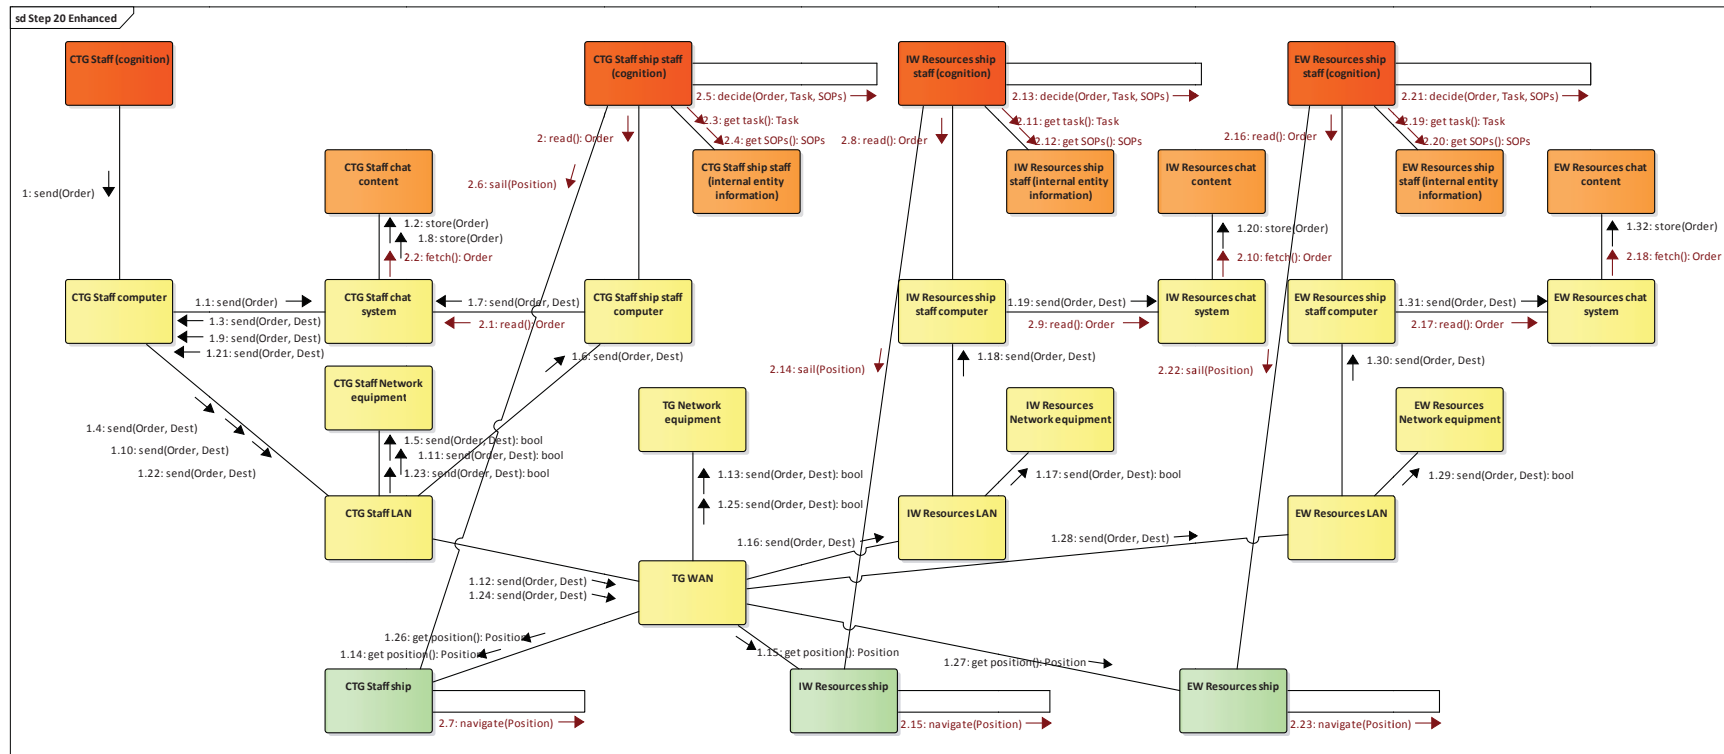 sd Step 20 Enhanced
CTG Staff (cognition)
CTG Staff ship staff
(cognition)
IW Resources ship
staff (cognition)
EW Resources ship
staff (cognition)
2.5: decide(Order, Task, SOPs)
2.13: decide(Order, Task, SOPs)
2.21: decide(Order, Task, SOPs)
2.3: get task(): Task
2.11: get task(): Task
2.19: get task(): Task
2: read(): Order
2.4: get SOPs(): SOPs
2.8: read(): Order
2.12: get SOPs(): SOPs
2.16: read(): Order
2.20: get SOPs(): SOPs
CTG Staff chat
content
CTG Staff ship staff
(internal entity
information)
IW Resources ship
staff (internal entity
information)
IW Resources chat
content
EW Resources ship
staff (internal entity
information)
EW Resources chat
content
1: send(Order)
2.6: sail(Position)
1.2: store(Order)
1.8: store(Order)
2.2: fetch(): Order
1.20: store(Order)
2.10: fetch(): Order
1.32: store(Order)
2.18: fetch(): Order
CTG Staff computer
CTG Staff chat
system
CTG Staff ship staff
computer
IW Resources ship
staff computer
IW Resources chat
system
EW Resources ship
staff computer
EW Resources chat
system
1.1: send(Order)
1.3: send(Order, Dest)
1.9: send(Order, Dest)
1.21: send(Order, Dest)
1.7: send(Order, Dest)
2.1: read(): Order
1.19: send(Order, Dest)
2.9: read(): Order
1.31: send(Order, Dest)
2.17: read(): Order
1.6: send(Order, Dest)
1.18: send(Order, Dest)
1.30: send(Order, Dest)
2.14: sail(Position)
2.22: sail(Position)
CTG Staff Network
equipment
TG Network
equipment
IW Resources
Network equipment
EW Resources
Network equipment
1.4: send(Order, Dest)
1.10: send(Order, Dest)
1.22: send(Order, Dest)
1.5: send(Order, Dest): bool
1.11: send(Order, Dest): bool
1.23: send(Order, Dest): bool
1.13: send(Order, Dest): bool
1.25: send(Order, Dest): bool
1.17: send(Order, Dest): bool
1.29: send(Order, Dest): bool
CTG Staff LAN
IW Resources LAN
EW Resources LAN
1.16: send(Order, Dest)
1.28: send(Order, Dest)
TG WAN
1.12: send(Order, Dest)
1.24: send(Order, Dest)
1.26: get position(): Position
1.14: get position(): Position
1.15: get position(): Position
1.27: get position(): Position
CTG Staff ship
IW Resources ship
EW Resources ship
2.7: navigate(Position)
2.15: navigate(Position)
2.23: navigate(Position)